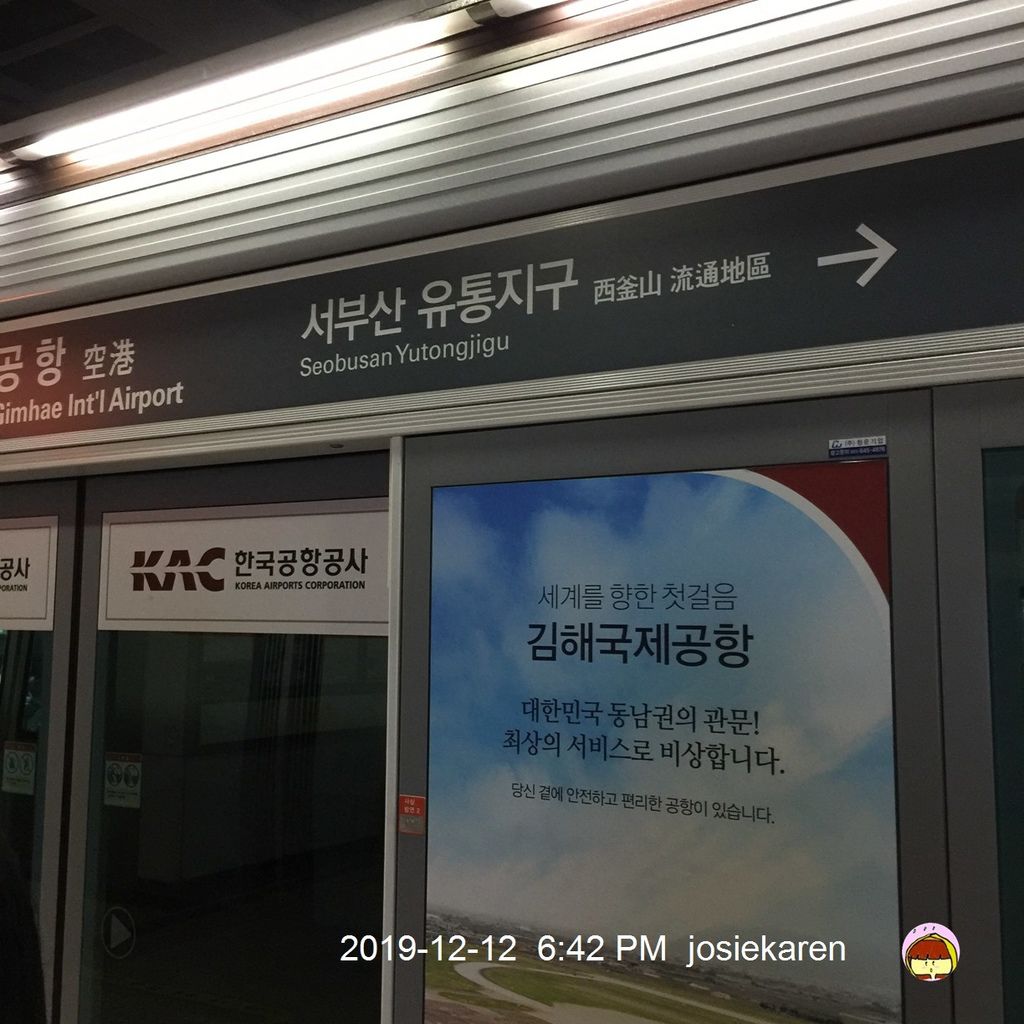 공항 空港
Gimhae Int'l Airport
서부산 유통지구 西釜山 流通地區 →
Seobusan Yutongjigu
공사
PORATION
KAC 한국공항공사
KOREA AIRPORTS CORPORATION
세계를 향한 첫걸음
김해국제공항
대한민국 동남권의 관문!
최상의 서비스로 비상합니다.
당신 곁에 안전하고 편리한 공항이 있습니다.
2019-12-12 6:42 PM josiekaren